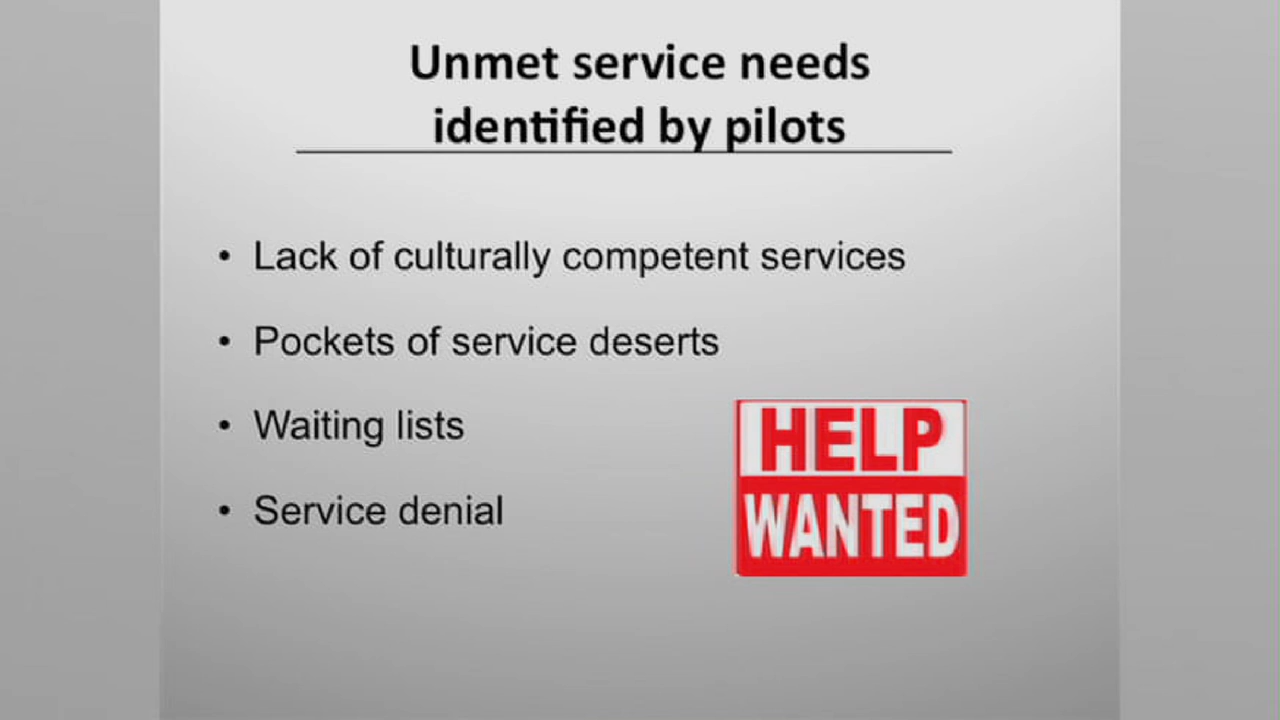 Unmet service needs
identified by pilots
• Lack of culturally competent services
• Pockets of service deserts
• Waiting lists
• Service denial
HELP
WANTED